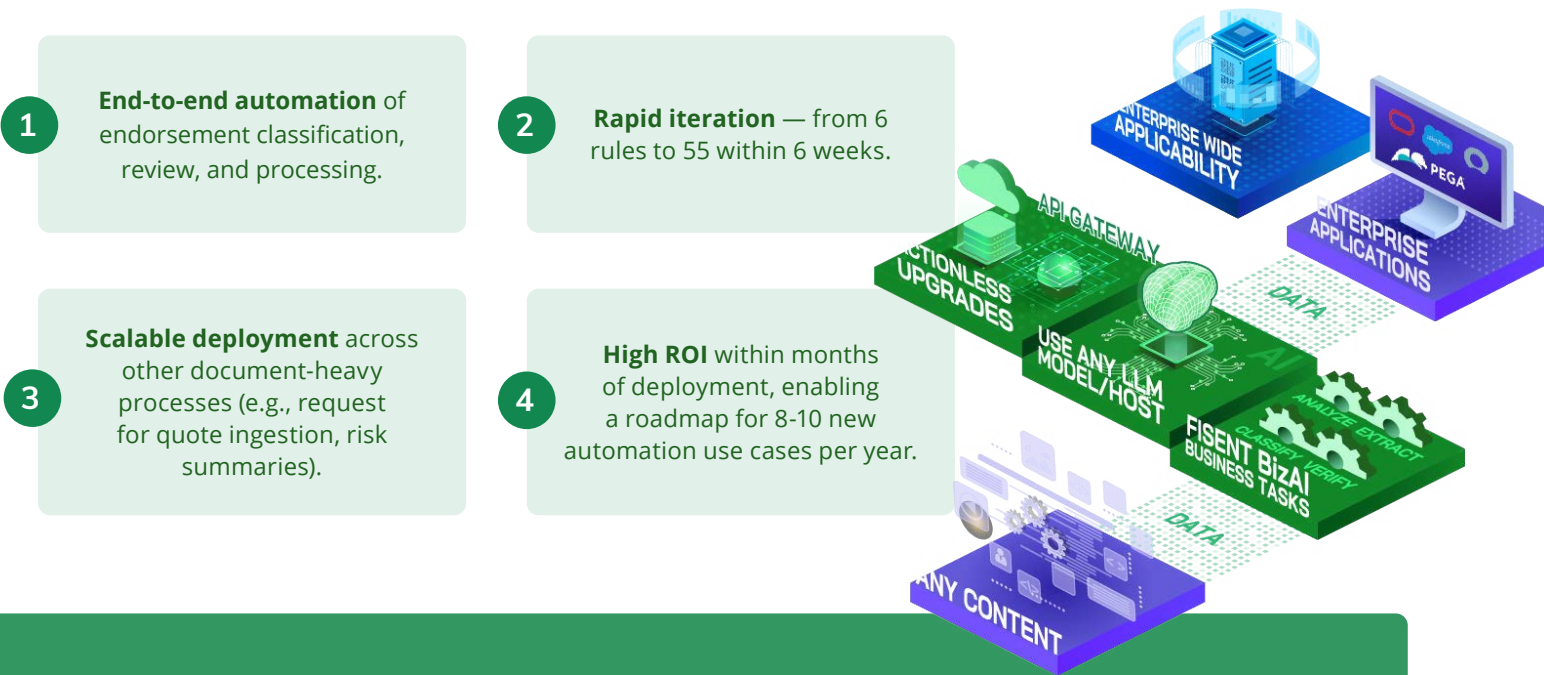 1
End-to-end automation of
endorsement classification,
review, and processing.
2
Rapid iteration — from 6
rules to 55 within 6 weeks.
3
Scalable deployment across
other document-heavy
processes (e.g., request
for quote ingestion, risk
summaries).
4
High ROI within months
of deployment, enabling
a roadmap for 8-10 new
automation use cases per year.
ENTERPRISE WIDE
APPLICABILITY
salesforce
PEGA
ENTERPRISE
APPLICATIONS
API GATEWAY
CTIONLESS
UPGRADES
DATA
USE ANY LLM
MODEL/HOST
AI
ANALYZE EXTRACT
CLASSIFY VERIFY
FISENT BizAI
BUSINESS TASKS
DATA
ANY CONTENT